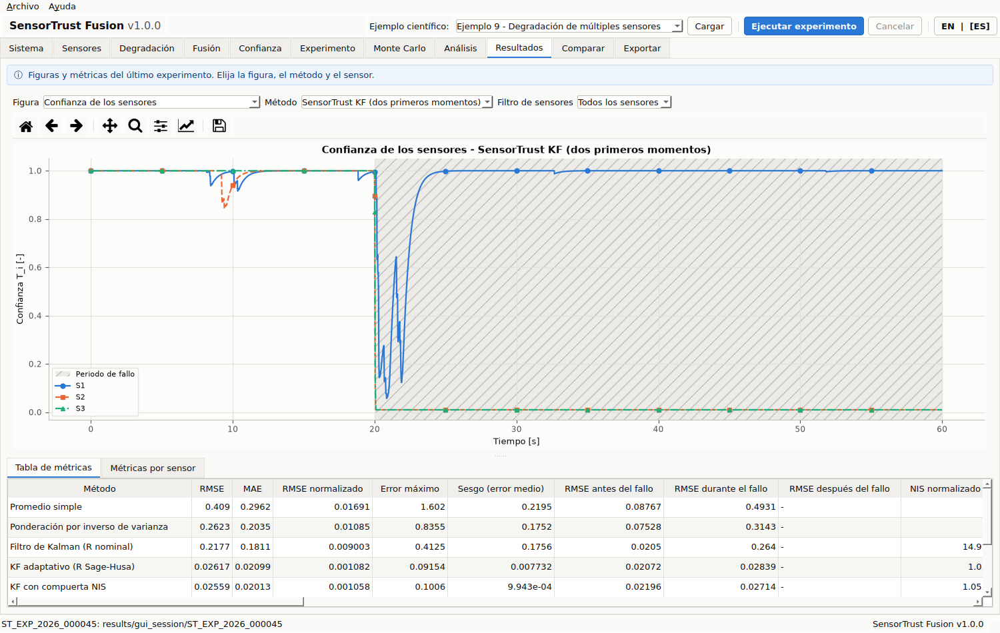 Archivo Ayuda
SensorTrust Fusion v1.0.0
Ejemplo científico: Ejemplo 9 - Degradación de múltiples sensores Cargar Ejecutar experimento Cancelar EN | [ES]
Sistema Sensores Degradación Fusión Confianza Experimento Monte Carlo Análisis Resultados Comparar Exportar
ⓘ Figuras y métricas del último experimento. Elija la figura, el método y el sensor.
Figura Confianza de los sensores Método SensorTrust KF (dos primeros momentos) Filtro de sensores Todos los sensores
Confianza de los sensores - SensorTrust KF (dos primeros momentos)
Confianza T_i [-]
1.0
0.8
0.6
0.4
0.2
0.0
Periodo de fallo
S1
S2
S3
0 10 20 30 40 50 60
Tiempo [s]
Tabla de métricas Métricas por sensor
Método RMSE MAE RMSE normalizado Error máximo Sesgo (error medio) RMSE antes del fallo RMSE durante el fallo RMSE después del fallo NIS normalizado
Promedio simple 0.409 0.2962 0.01691 1.602 0.2195 0.08767 0.4931 -
Ponderación por inverso de varianza 0.2623 0.2035 0.01085 0.8355 0.1752 0.07528 0.3143 -
Filtro de Kalman (R nominal) 0.2177 0.1811 0.009003 0.4125 0.1756 0.0205 0.264 - 14.9
KF adaptativo (R Sage-Husa) 0.02617 0.02099 0.001082 0.09154 0.007732 0.02072 0.02839 - 1.0
KF con compuerta NIS 0.02559 0.02013 0.001058 0.1006 9.943e-04 0.02196 0.02714 - 1.05
ST_EXP_2026_000045: results/gui_session/ST_EXP_2026_000045 SensorTrust Fusion v1.0.0